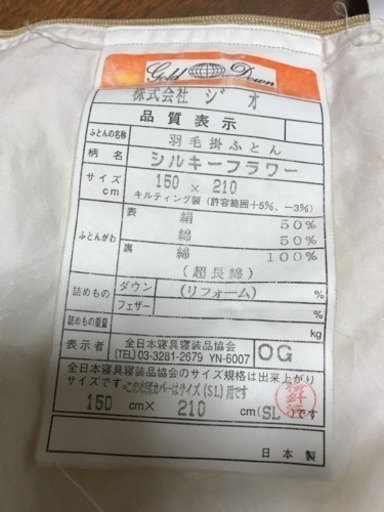 Gold Down
株式会社 ジオ
品質表示
ふとんの名称 羽毛掛ふとん
柄名 シルキーフラワー
サイズcm 150 × 210
キルティング製 (許容範囲+5%、-3%)
ふとんがわ 表 絹 50%
綿 50%
裏 綿 100%
(超長綿)
詰めもの ダウン (リフォーム) %
フェザー %
詰めもの重量 kg
表示者 全日本寝具寝装品協会 OG
(TEL) 03-3281-2679 YN-6007
全日本寝具寝装品協会のサイズ規格は出来上がり
サイズです。 カバーはサイズ(SL)用です
150 cm× 210 cm (SL)です
検針済
日本製